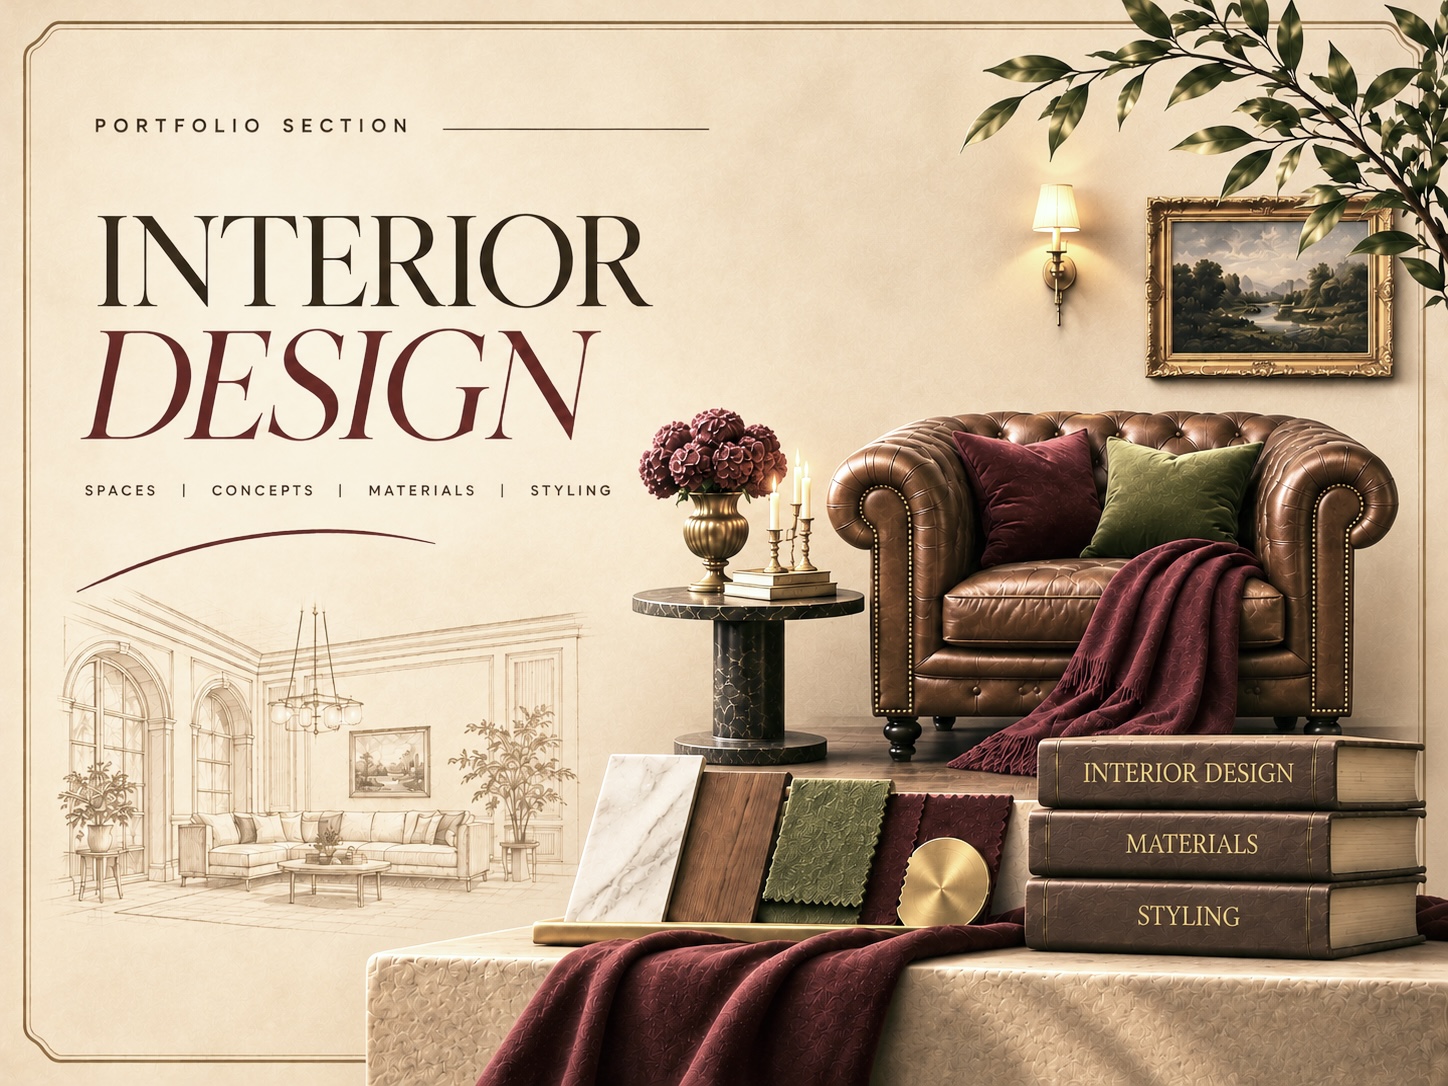 PORTFOLIO SECTION
INTERIOR
DESIGN
SPACES | CONCEPTS | MATERIALS | STYLING
INTERIOR DESIGN
MATERIALS
STYLING